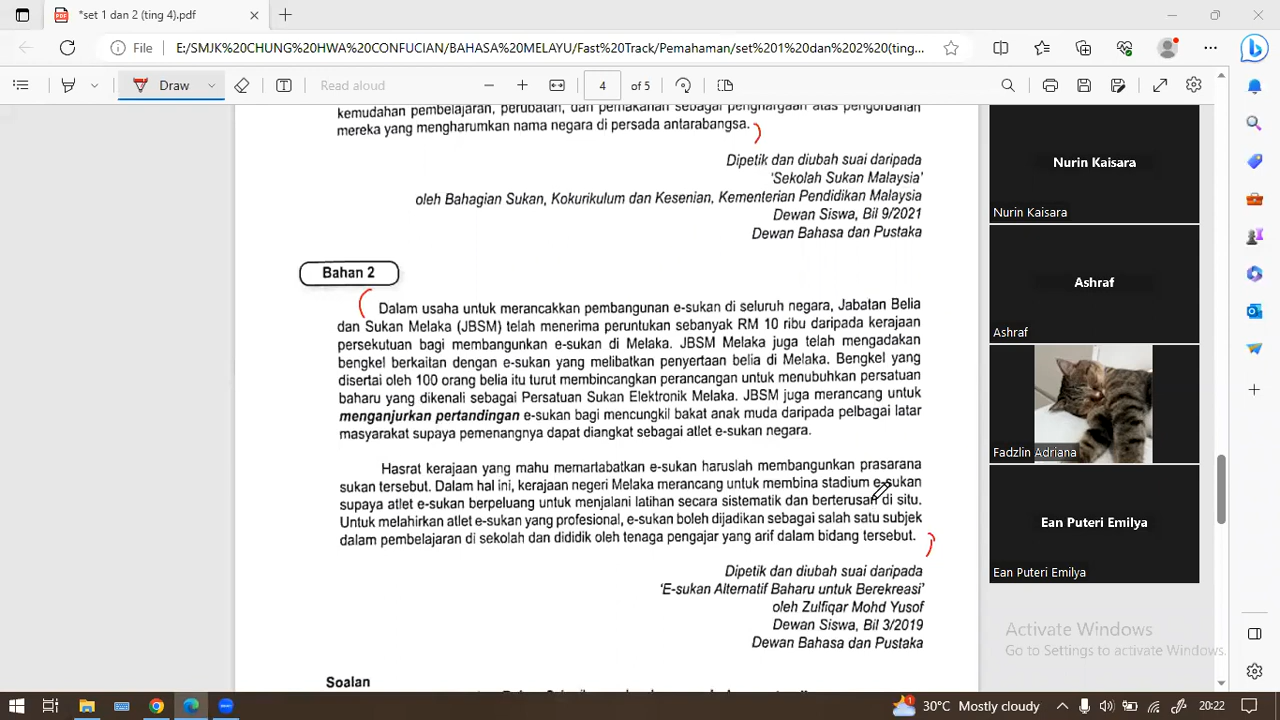 *set 1 dan 2 (ting 4).pdf
File
E:/SMJK%20CHUNG%20HWA%20CONFUCIAN/BAHASA%20MELAYU/Fast%20Track/Pemahaman/set%201%20dan%202%20(ting...
Draw
Read aloud
4 of 5
kemudahan pembelajaran, perubatan, dan pemakanan sebagai penghargaan atas pengorbanan
mereka yang mengharumkan nama negara di persada antarabangsa.
Dipetik dan diubah suai daripada
'Sekolah Sukan Malaysia'
oleh Bahagian Sukan, Kokurikulum dan Kesenian, Kementerian Pendidikan Malaysia
Dewan Siswa, Bil 9/2021
Dewan Bahasa dan Pustaka
Bahan 2
Dalam usaha untuk merancakkan pembangunan e-sukan di seluruh negara, Jabatan Belia
dan Sukan Melaka (JBSM) telah menerima peruntukan sebanyak RM 10 ribu daripada kerajaan
persekutuan bagi membangunkan e-sukan di Melaka. JBSM Melaka juga telah mengadakan
bengkel berkaitan dengan e-sukan yang melibatkan penyertaan belia di Melaka. Bengkel yang
disertai oleh 100 orang belia itu turut membincangkan perancangan untuk menubuhkan persatuan
baharu yang dikenali sebagai Persatuan Sukan Elektronik Melaka. JBSM juga merancang untuk
menganjurkan pertandingan e-sukan bagi mencungkil bakat anak muda daripada pelbagai latar
masyarakat supaya pemenangnya dapat diangkat sebagai atlet e-sukan negara.
Hasrat kerajaan yang mahu memartabatkan e-sukan haruslah membangunkan prasarana
sukan tersebut. Dalam hal ini, kerajaan negeri Melaka merancang untuk membina stadium e-sukan
supaya atlet e-sukan berpeluang untuk menjalani latihan secara sistematik dan berterusan di situ.
Untuk melahirkan atlet e-sukan yang profesional, e-sukan boleh dijadikan sebagai salah satu subjek
dalam pembelajaran di sekolah dan dididik oleh tenaga pengajar yang arif dalam bidang tersebut.
Dipetik dan diubah suai daripada
'E-sukan Alternatif Baharu untuk Berekreasi'
oleh Zulfiqar Mohd Yusof
Dewan Siswa, Bil 3/2019
Dewan Bahasa dan Pustaka
Soalan
Nurin Kaisara
Nurin Kaisara
Ashraf
Ashraf
Fadzlin Adriana
Ean Puteri Emilya
Ean Puteri Emilya
Activate Windows
Go to Settings to activate Windows.
1
30°C Mostly cloudy
20:22